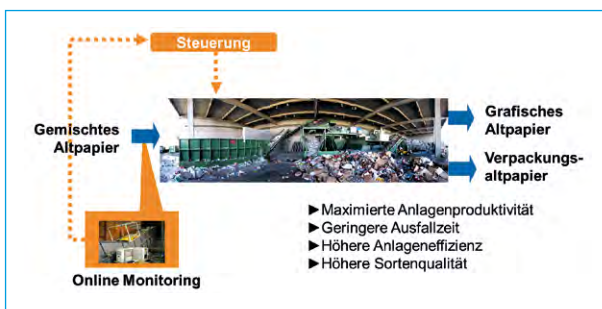 Steuerung
Gemischtes
Altpapier
Grafisches
Altpapier
Verpackungs-
altpapier
►Maximierte Anlagenproduktivität
►Geringere Ausfallzeit
►Höhere Anlageneffizienz
►Höhere Sortenqualität
Online Monitoring